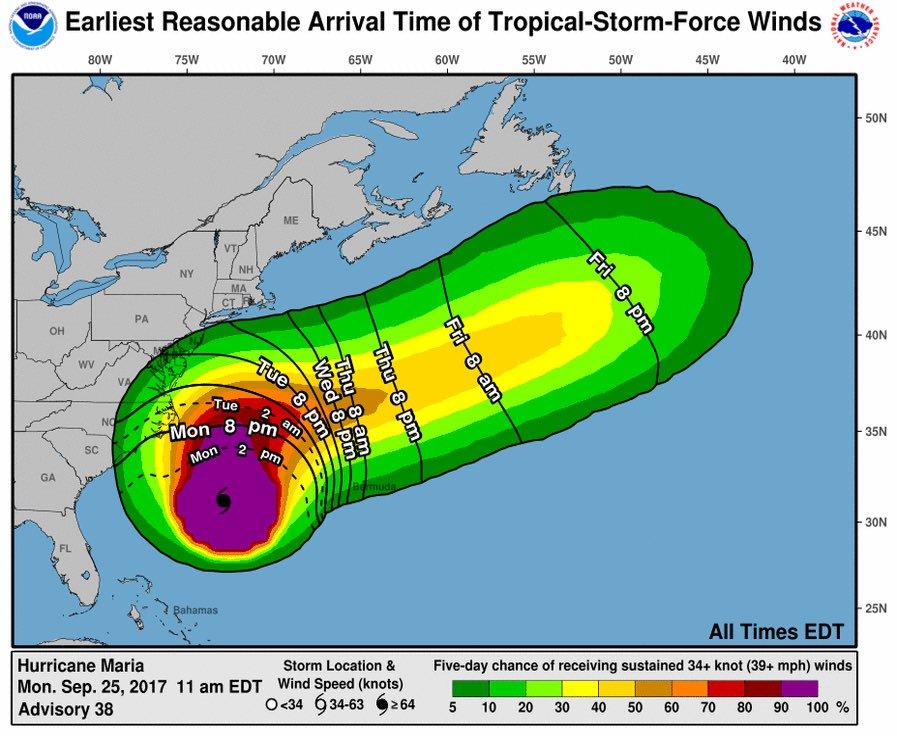 Earliest Reasonable Arrival Time of Tropical-Storm-Force Winds
NOAA
NATIONAL WEATHER SERVICE
80W 75W 70W 65W 60W 55W 50W 45W 40W
50N
45N
40N
35N
30N
25N
ME
VT
NH
NY
MA
CT RI
PA
OH
NJ
WV
VA
NC
SC
GA
FL
Bermuda
Bahamas
Mon 2 pm
Mon 8 pm
Tue 2 am
Tue 8 pm
Wed 8 pm
Thu 8 am
Thu 8 pm
Fri 8 am
Fri 8 pm
All Times EDT
Hurricane Maria
Mon. Sep. 25, 2017 11 am EDT
Advisory 38
Storm Location &
Wind Speed (knots)
<34 34-63 ≥64
Five-day chance of receiving sustained 34+ knot (39+ mph) winds
5 10 20 30 40 50 60 70 80 90 100 %